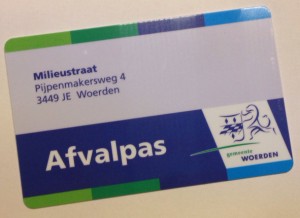 Milieustraat
Pijpenmakersweg 4
3449 JE Woerden
Afvalpas
gemeente
WOERDEN